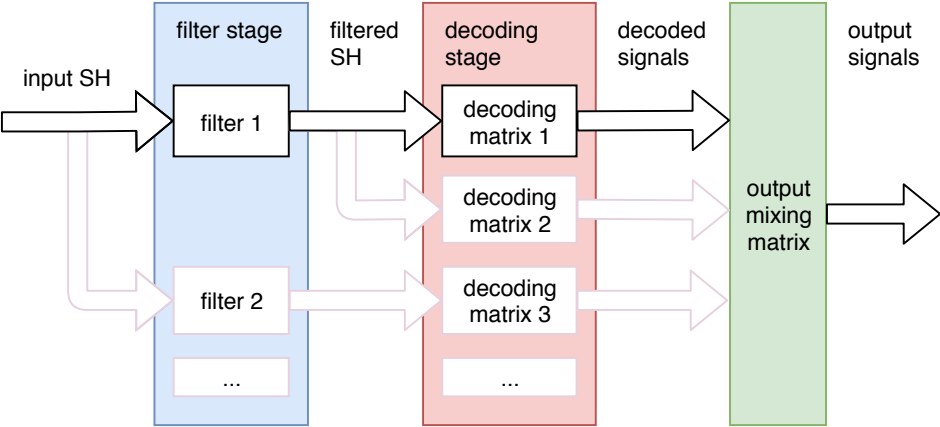 input SH
filter stage
filter 1
filter 2
...
filtered
SH
decoding
stage
decoding
matrix 1
decoding
matrix 2
decoding
matrix 3
...
decoded
signals
output
mixing
matrix
output
signals